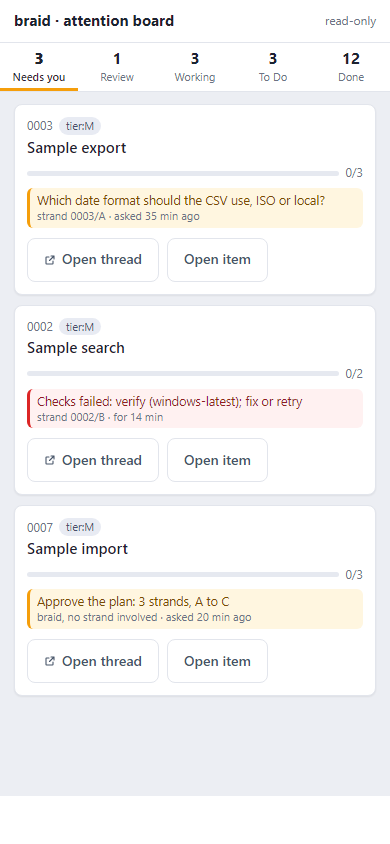 braid · attention board
read-only
3
Needs you
1
Review
3
Working
3
To Do
12
Done
0003 tier:M
Sample export
0/3
Which date format should the CSV use, ISO or local?
strand 0003/A · asked 35 min ago
Open thread
Open item
0002 tier:M
Sample search
0/2
Checks failed: verify (windows-latest); fix or retry
strand 0002/B · for 14 min
Open thread
Open item
0007 tier:M
Sample import
0/3
Approve the plan: 3 strands, A to C
braid, no strand involved · asked 20 min ago
Open thread
Open item